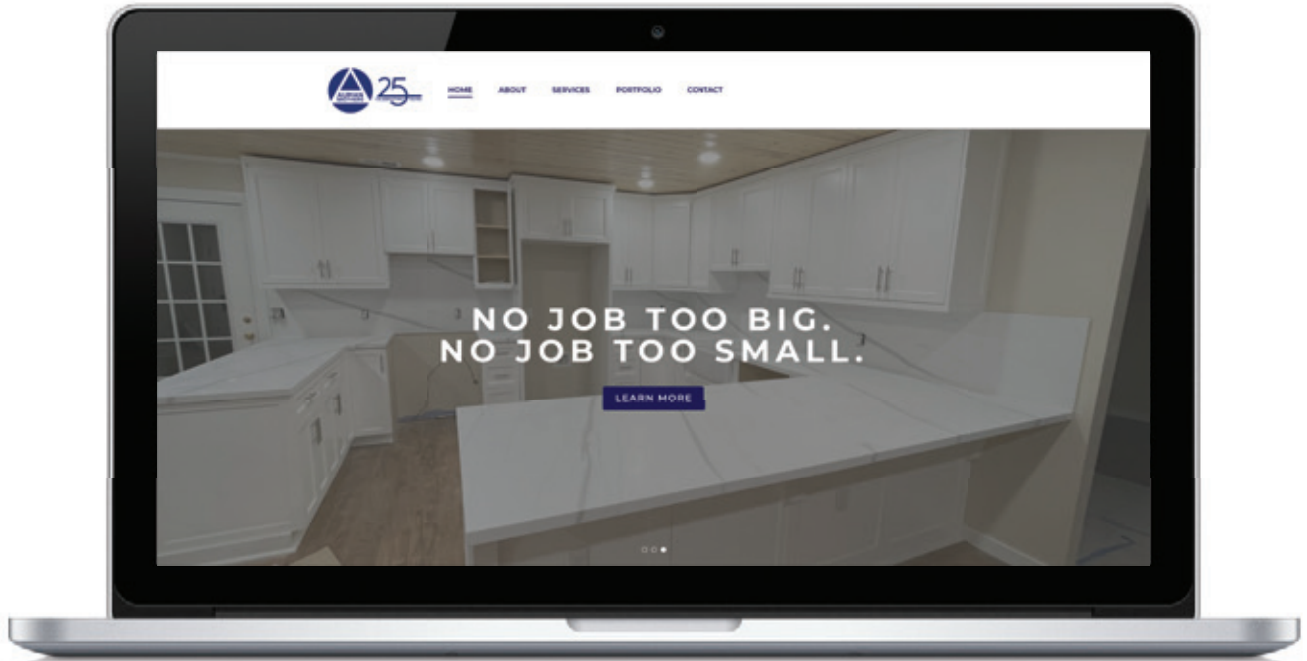 25
HOME ABOUT SERVICES PORTFOLIO CONTACT
NO JOB TOO BIG.
NO JOB TOO SMALL.
LEARN MORE